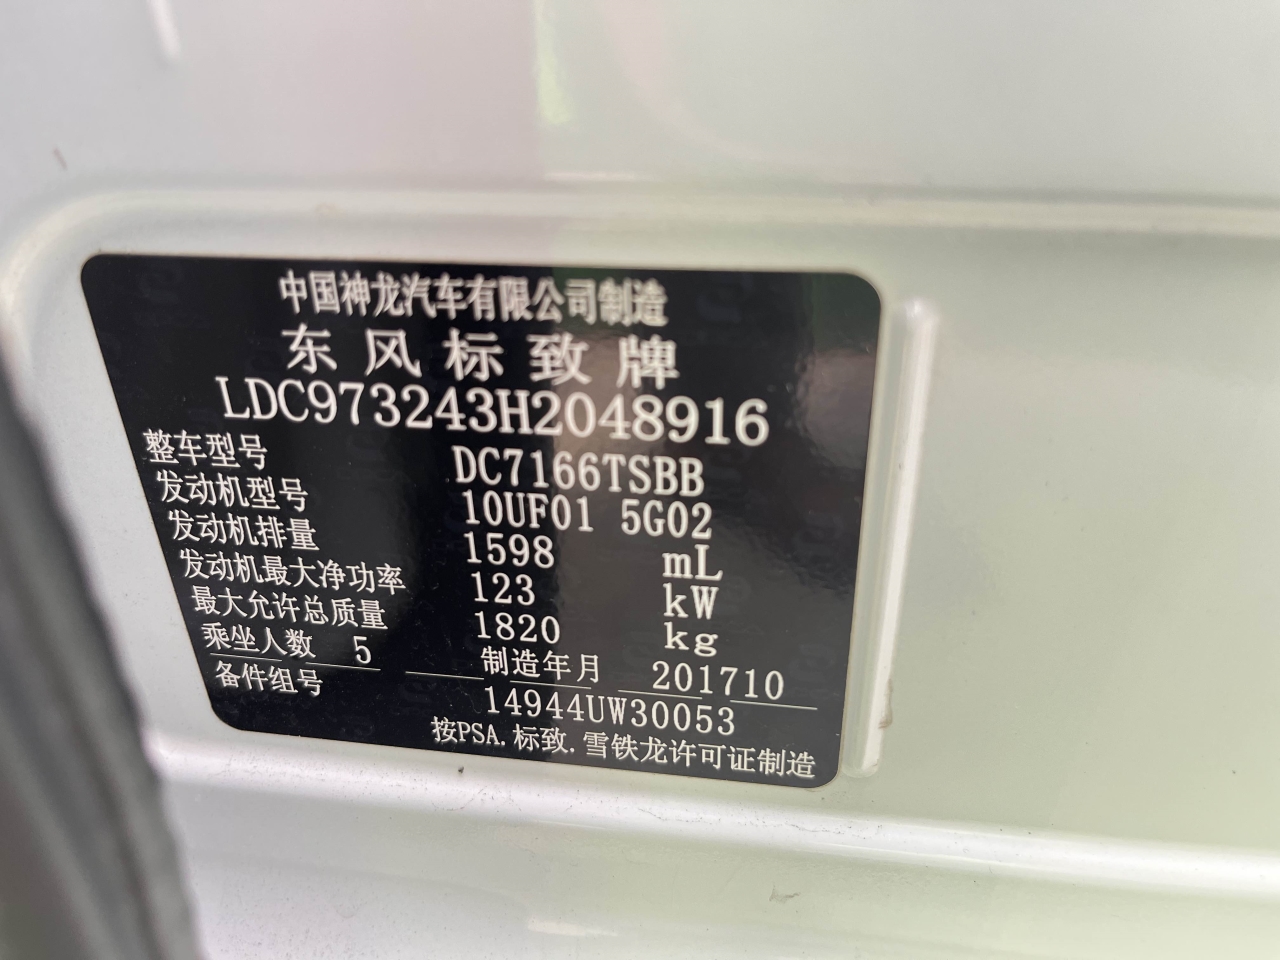 中国神龙汽车有限公司制造
东风标致牌
LDC973243H2048916
整车型号 DC7166TSBB
发动机型号 10UF01 5G02
发动机排量 1598 mL
发动机最大净功率 123 kW
最大允许总质量 1820 kg
乘坐人数 5 制造年月 201710
备件组号 14944UW30053
按PSA.标致.雪铁龙许可证制造